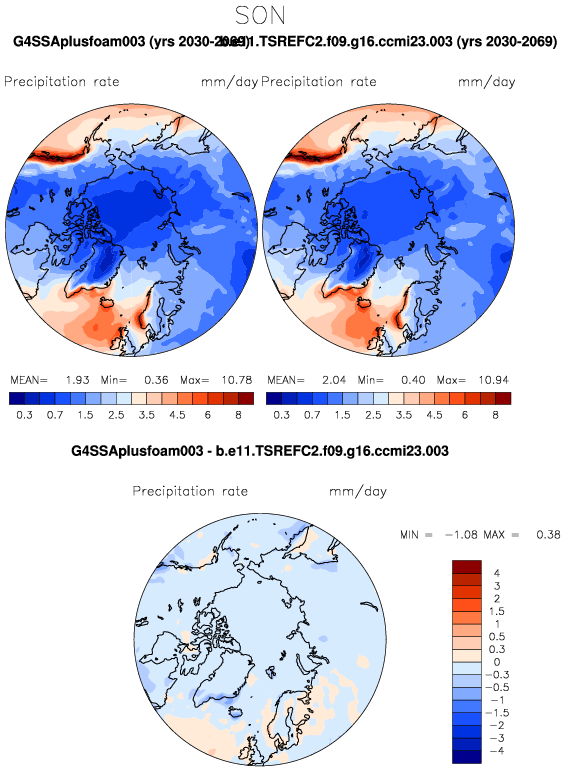 SON
G4SSAplusfoam003 (yrs 2030-2069) b.e11.TSREFC2.f09.g16.ccmi23.003 (yrs 2030-2069)
Precipitation rate mm/day Precipitation rate mm/day
MEAN= 1.93 Min= 0.36 Max= 10.78 MEAN= 2.04 Min= 0.40 Max= 10.94
0.3 0.7 1.5 2.5 3.5 4.5 6 8 0.3 0.7 1.5 2.5 3.5 4.5 6 8
G4SSAplusfoam003 - b.e11.TSREFC2.f09.g16.ccmi23.003
Precipitation rate mm/day
MIN = -1.08 MAX = 0.38
4
3
2
1.5
1
0.5
0.3
0
-0.3
-0.5
-1
-1.5
-2
-3
-4